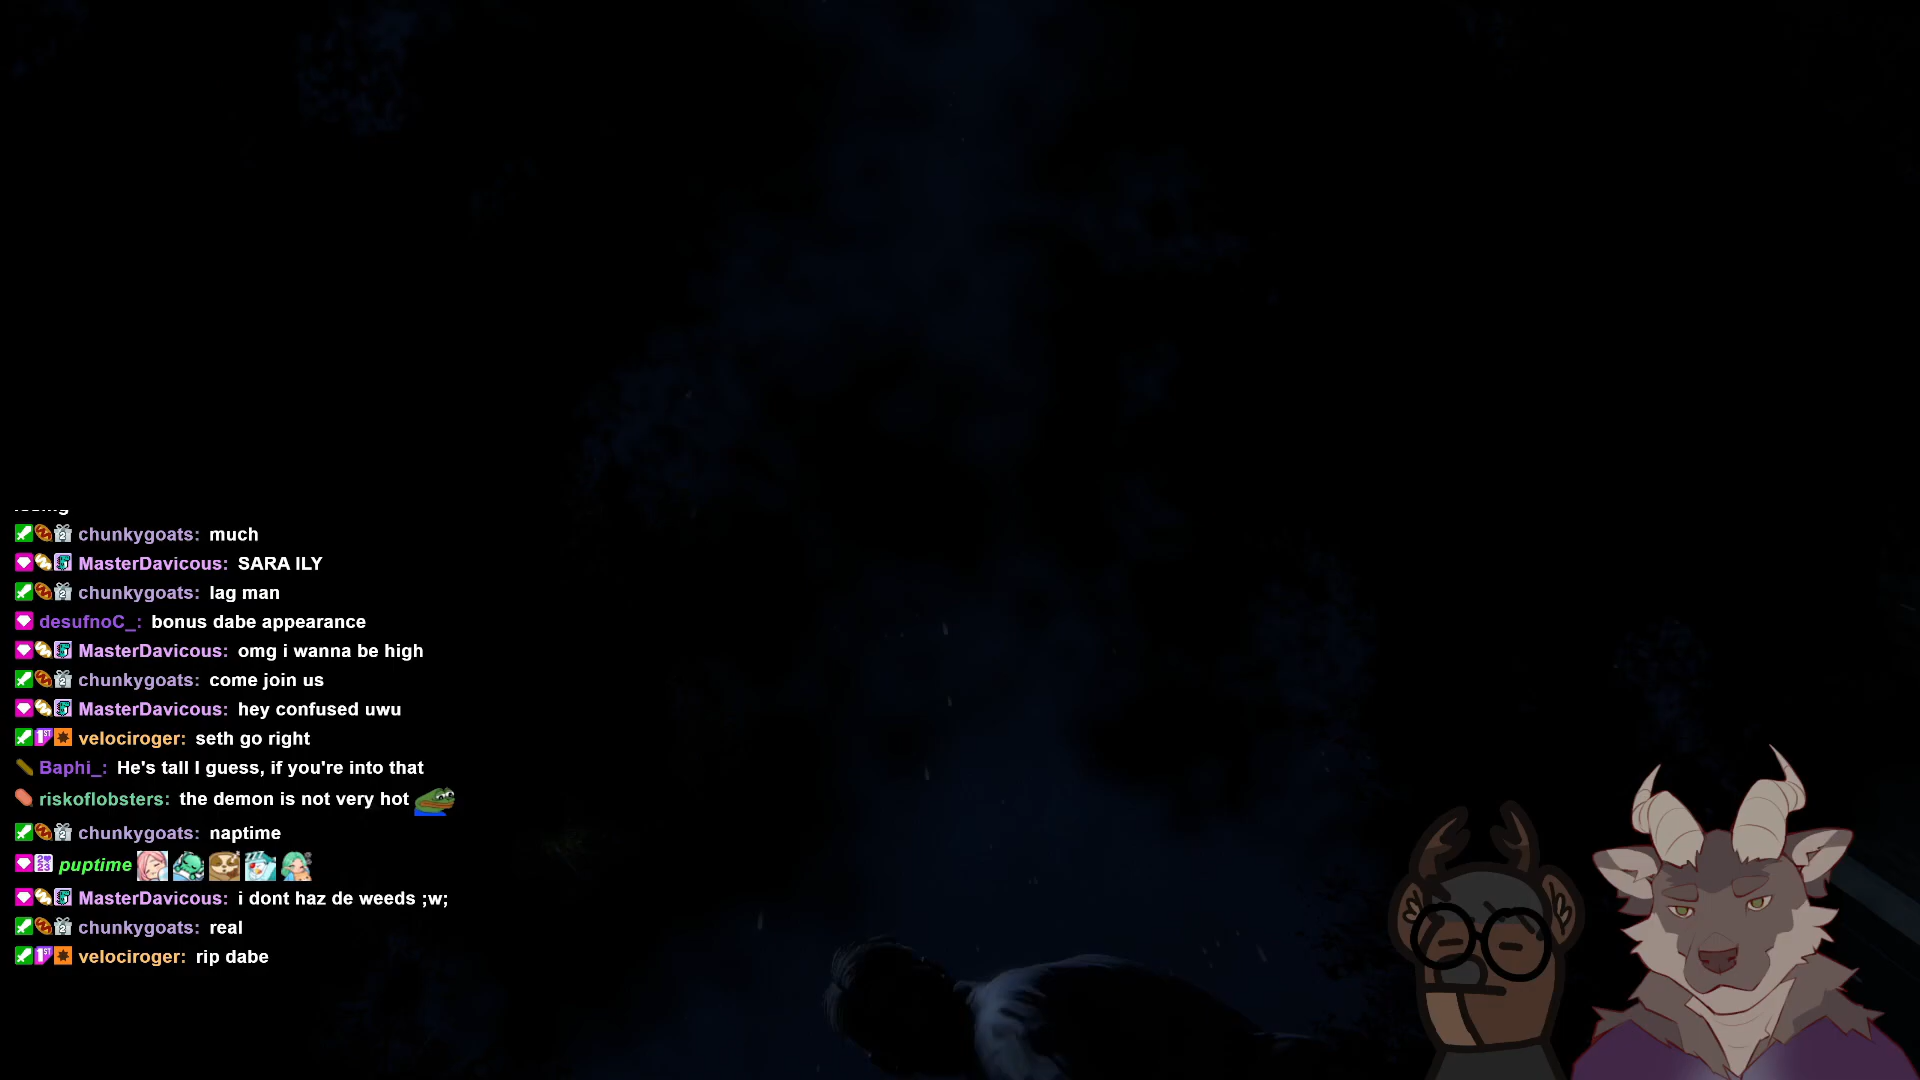 chunkygoats: much
MasterDavicous: SARA ILY
chunkygoats: lag man
desufnoC_: bonus dabe appearance
MasterDavicous: omg i wanna be high
chunkygoats: come join us
MasterDavicous: hey confused uwu
velociroger: seth go right
Baphi_: He's tall I guess, if you're into that
riskoflobsters: the demon is not very hot
chunkygoats: naptime
puptime
MasterDavicous: i dont haz de weeds ;w;
chunkygoats: real
velociroger: rip dabe